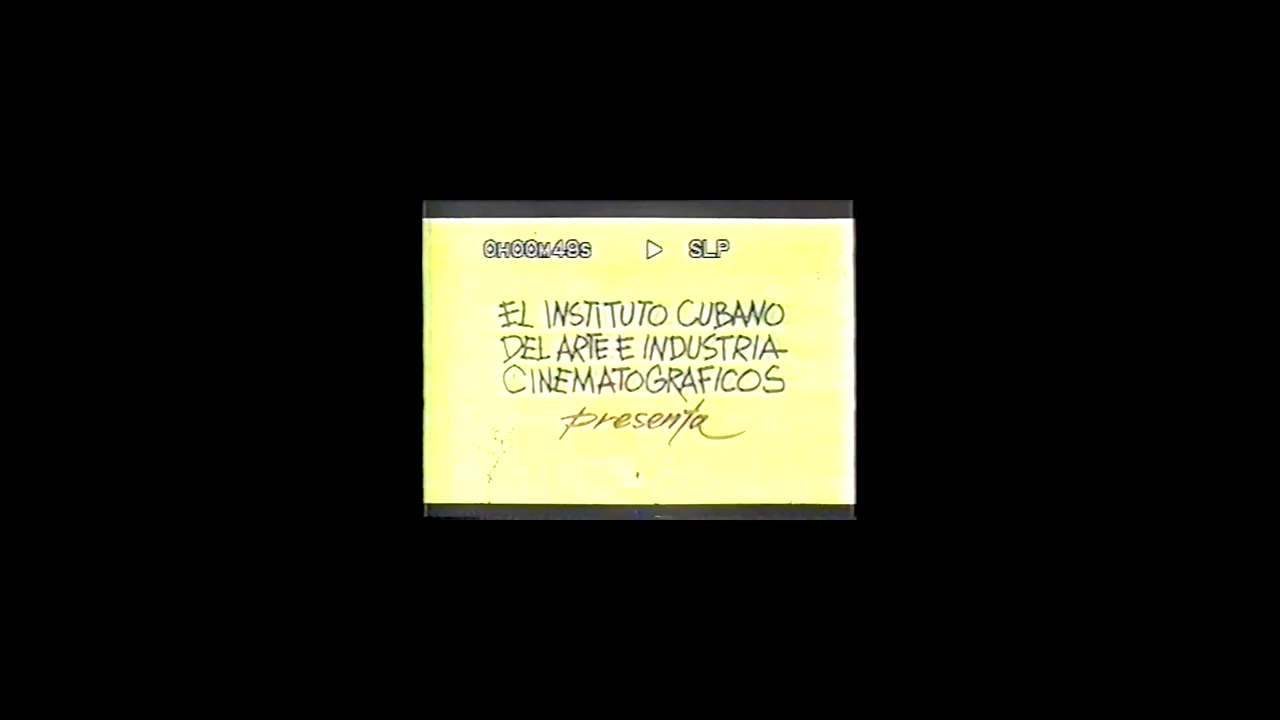 0H00M48s ▷ SLP
EL INSTITUTO CUBANO
DEL ARTE E INDUSTRIA
CINEMATOGRAFICOS
presenta